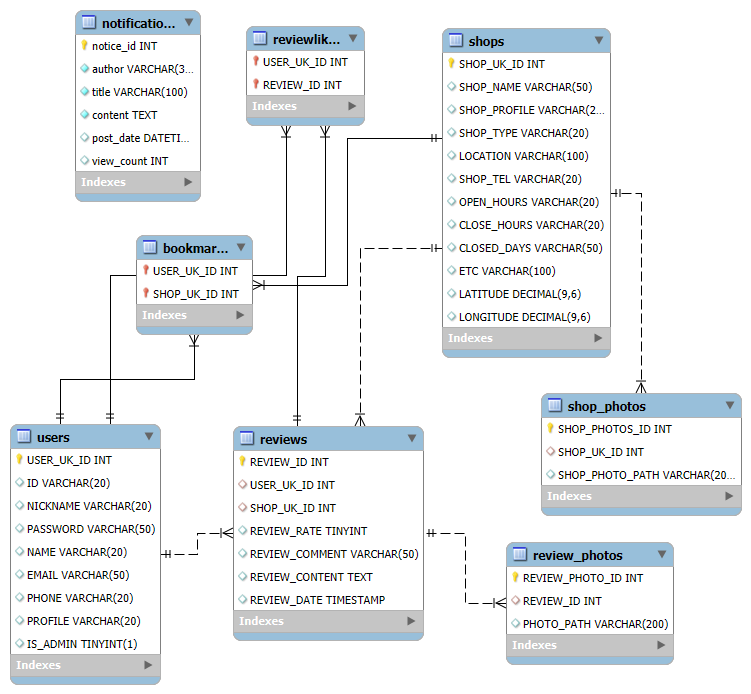 notificatio...
notice_id INT
author VARCHAR(3...
title VARCHAR(100)
content TEXT
post_date DATETI...
view_count INT
Indexes
reviewlik...
USER_UK_ID INT
REVIEW_ID INT
Indexes
shops
SHOP_UK_ID INT
SHOP_NAME VARCHAR(50)
SHOP_PROFILE VARCHAR(2...
SHOP_TYPE VARCHAR(20)
LOCATION VARCHAR(100)
SHOP_TEL VARCHAR(20)
OPEN_HOURS VARCHAR(20)
CLOSE_HOURS VARCHAR(20)
CLOSED_DAYS VARCHAR(50)
ETC VARCHAR(100)
LATITUDE DECIMAL(9,6)
LONGITUDE DECIMAL(9,6)
Indexes
bookmar...
USER_UK_ID INT
SHOP_UK_ID INT
Indexes
shop_photos
SHOP_PHOTOS_ID INT
SHOP_UK_ID INT
SHOP_PHOTO_PATH VARCHAR(20...
Indexes
users
USER_UK_ID INT
ID VARCHAR(20)
NICKNAME VARCHAR(20)
PASSWORD VARCHAR(50)
NAME VARCHAR(20)
EMAIL VARCHAR(50)
PHONE VARCHAR(20)
PROFILE VARCHAR(20)
IS_ADMIN TINYINT(1)
Indexes
reviews
REVIEW_ID INT
USER_UK_ID INT
SHOP_UK_ID INT
REVIEW_RATE TINYINT
REVIEW_COMMENT VARCHAR(50)
REVIEW_CONTENT TEXT
REVIEW_DATE TIMESTAMP
Indexes
review_photos
REVIEW_PHOTO_ID INT
REVIEW_ID INT
PHOTO_PATH VARCHAR(200)
Indexes